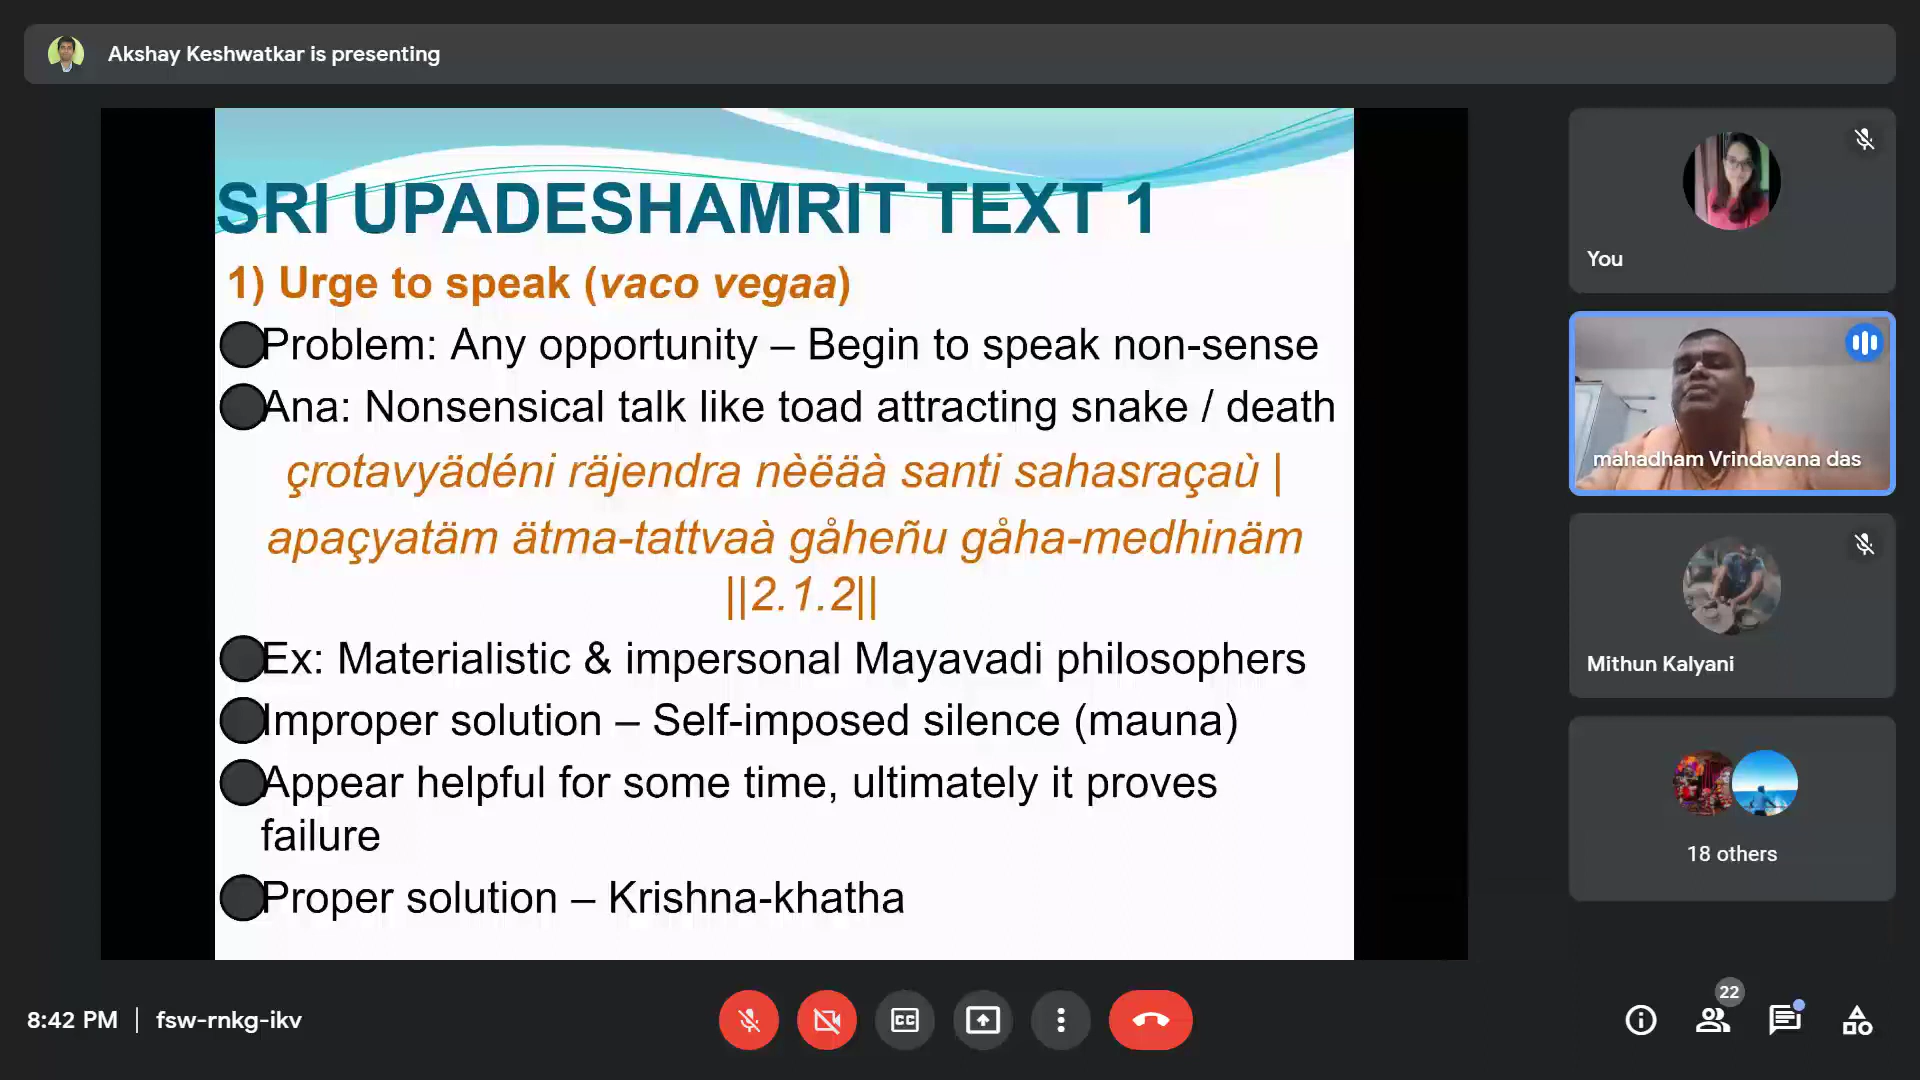 Akshay Keshwatkar is presenting
SRI UPADESHAMRIT TEXT 1
1) Urge to speak (vaco vegaa)
Problem: Any opportunity – Begin to speak non-sense
Ana: Nonsensical talk like toad attracting snake / death
çrotavyädéni räjendra nèëäà santi sahasraçaù |
apaçyatäm ätma-tattvaà gåheñu gåha-medhinäm
||2.1.2||
Ex: Materialistic & impersonal Mayavadi philosophers
Improper solution – Self-imposed silence (mauna)
Appear helpful for some time, ultimately it proves
failure
Proper solution – Krishna-khatha
You
mahadham Vrindavana das
Mithun Kalyani
18 others
8:42 PM | fsw-rnkg-ikv
CC
22